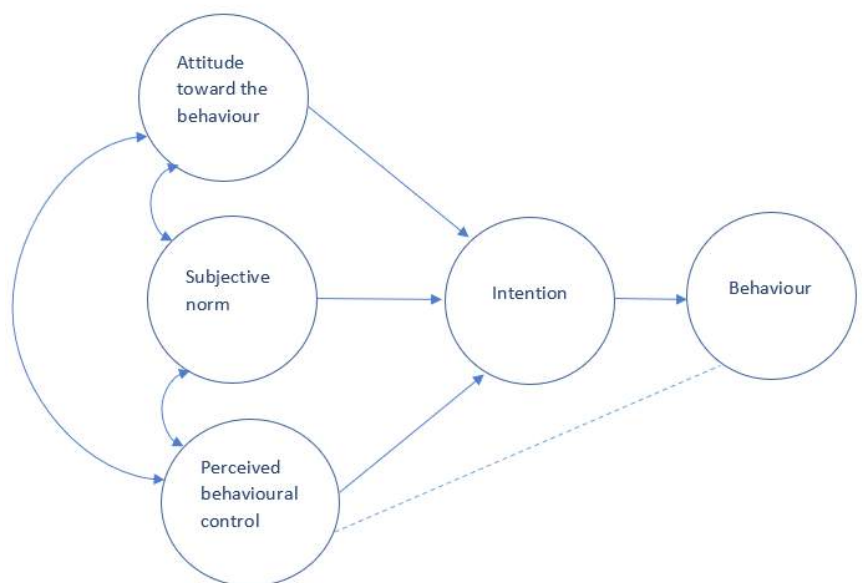 Attitude
toward the
behaviour
Subjective
norm
Intention
Behaviour
Perceived
behavioural
control